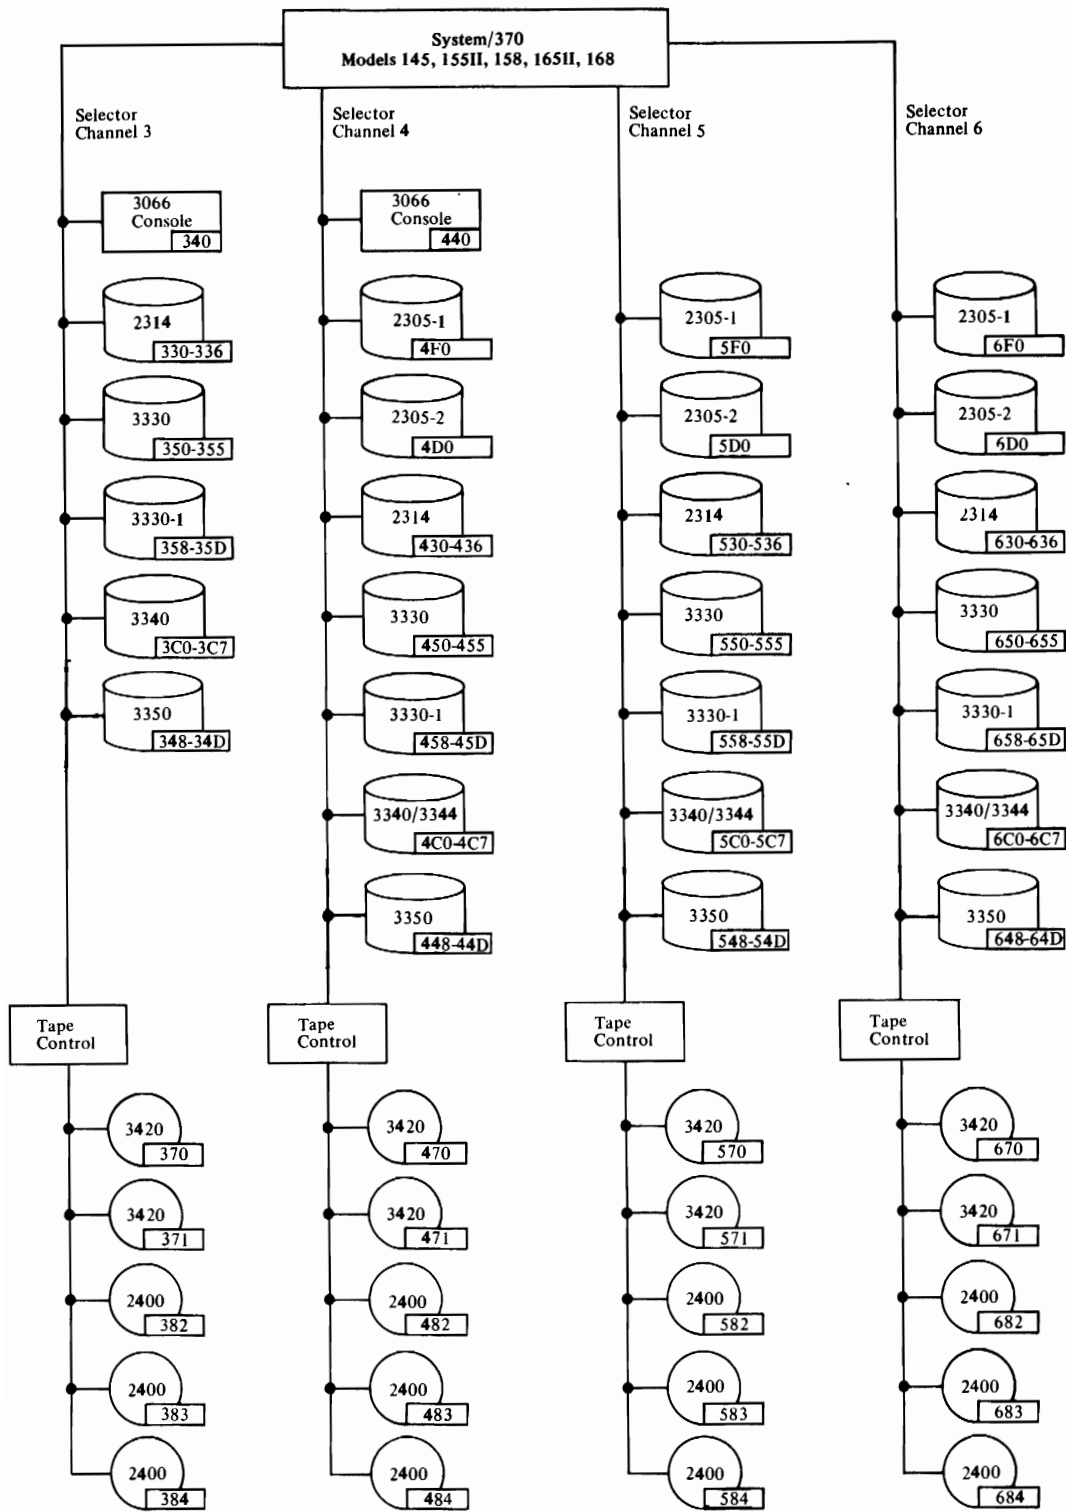 System/370
Models 145, 155II, 158, 165II, 168
Selector
Channel 3
3066
Console
340
2314
330-336
3330
350-355
3330-1
358-35D
3340
3C0-3C7
3350
348-34D
Tape
Control
3420
370
3420
371
2400
382
2400
383
2400
384
Selector
Channel 4
3066
Console
440
2305-1
4F0
2305-2
4D0
2314
430-436
3330
450-455
3330-1
458-45D
3340/3344
4C0-4C7
3350
448-44D
Tape
Control
3420
470
3420
471
2400
482
2400
483
2400
484
Selector
Channel 5
2305-1
5F0
2305-2
5D0
2314
530-536
3330
550-555
3330-1
558-55D
3340/3344
5C0-5C7
3350
548-54D
Tape
Control
3420
570
3420
571
2400
582
2400
583
2400
584
Selector
Channel 6
2305-1
6F0
2305-2
6D0
2314
630-636
3330
650-655
3330-1
658-65D
3340/3344
6C0-6C7
3350
648-64D
Tape
Control
3420
670
3420
671
2400
682
2400
683
2400
684